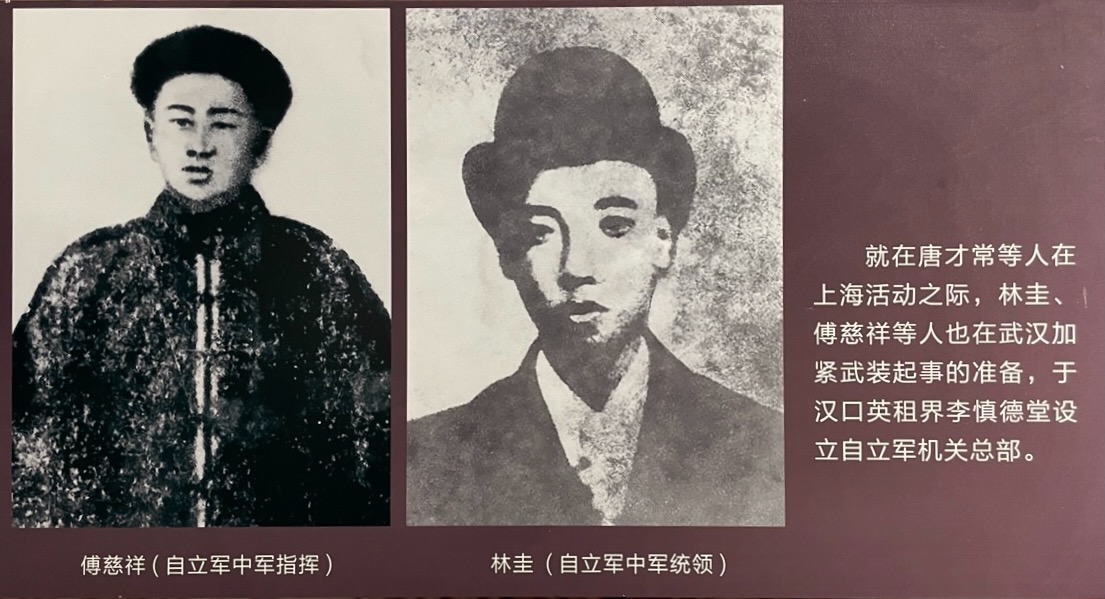 就在唐才常等人在
上海活动之际，林圭、
傅慈祥等人也在武汉加
紧武装起事的准备，于
汉口英租界李慎德堂设
立自立军机关总部。
傅慈祥(自立军中军指挥)
林圭(自立军中军统领)